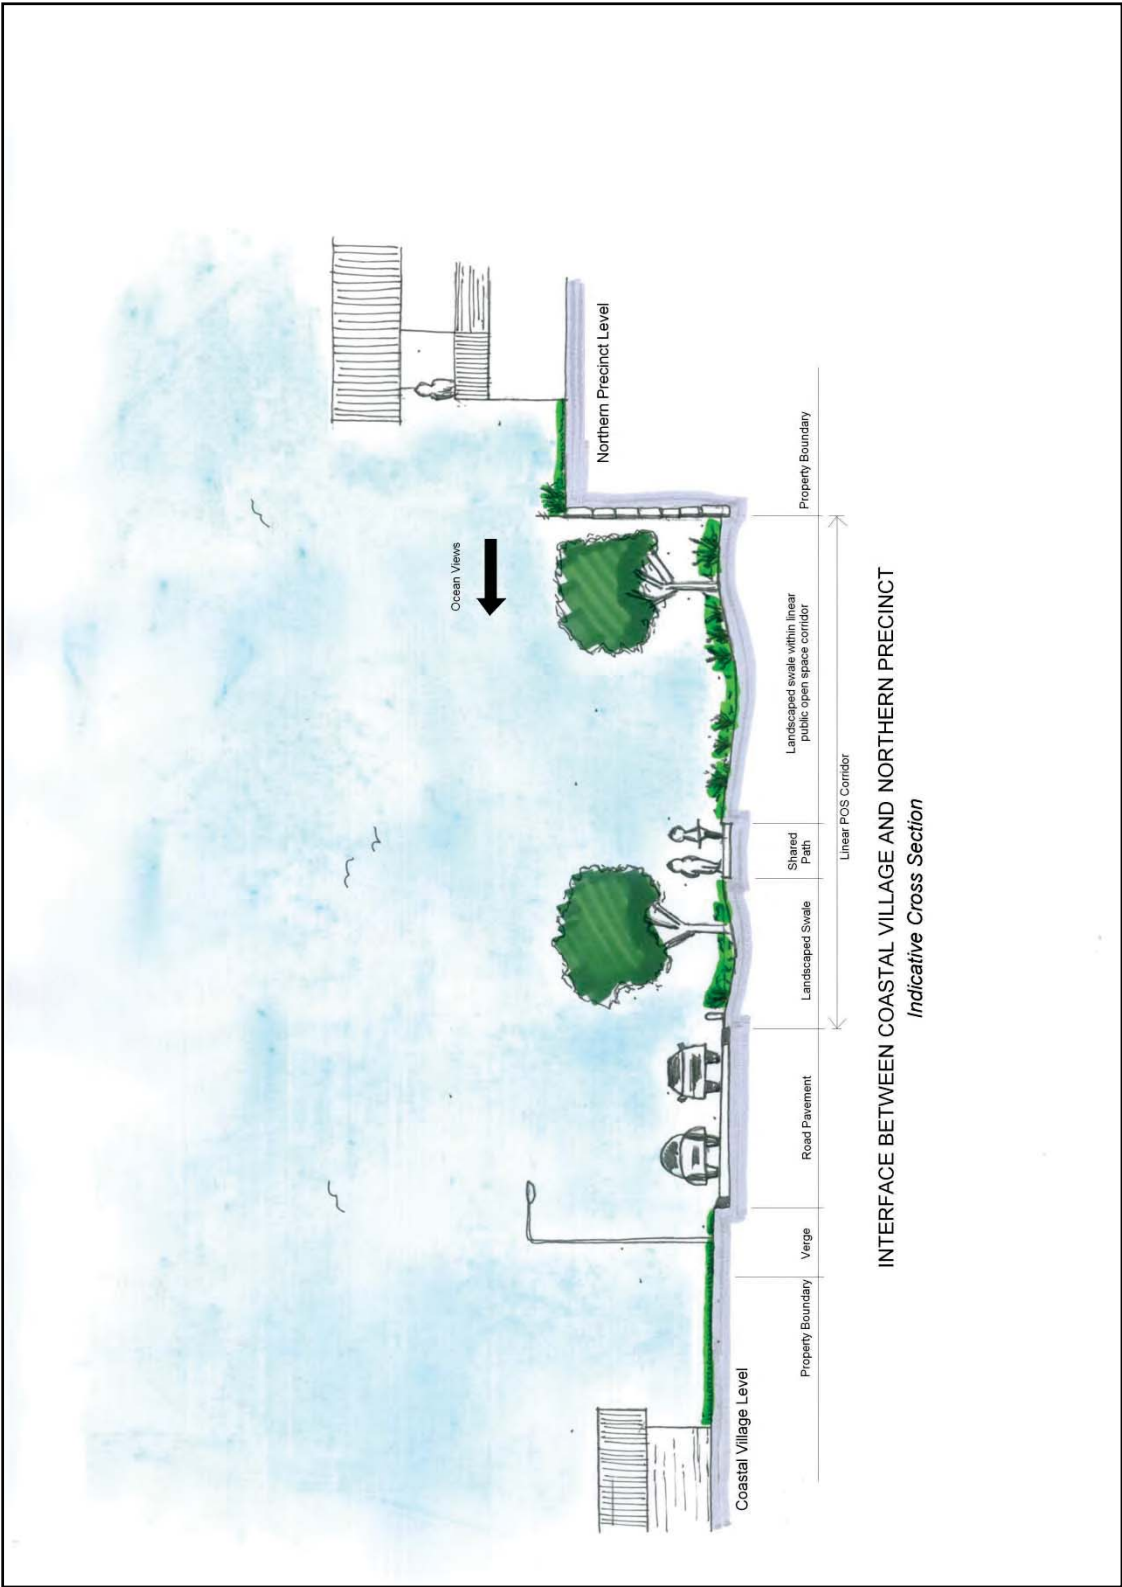 Ocean Views
Northern Precinct Level
Coastal Village Level
Property Boundary
Verge
Road Pavement
Landscaped Swale
Shared
Path
Landscaped swale within linear
public open space corridor
Property Boundary
Linear POS Corridor
INTERFACE BETWEEN COASTAL VILLAGE AND NORTHERN PRECINCT
Indicative Cross Section